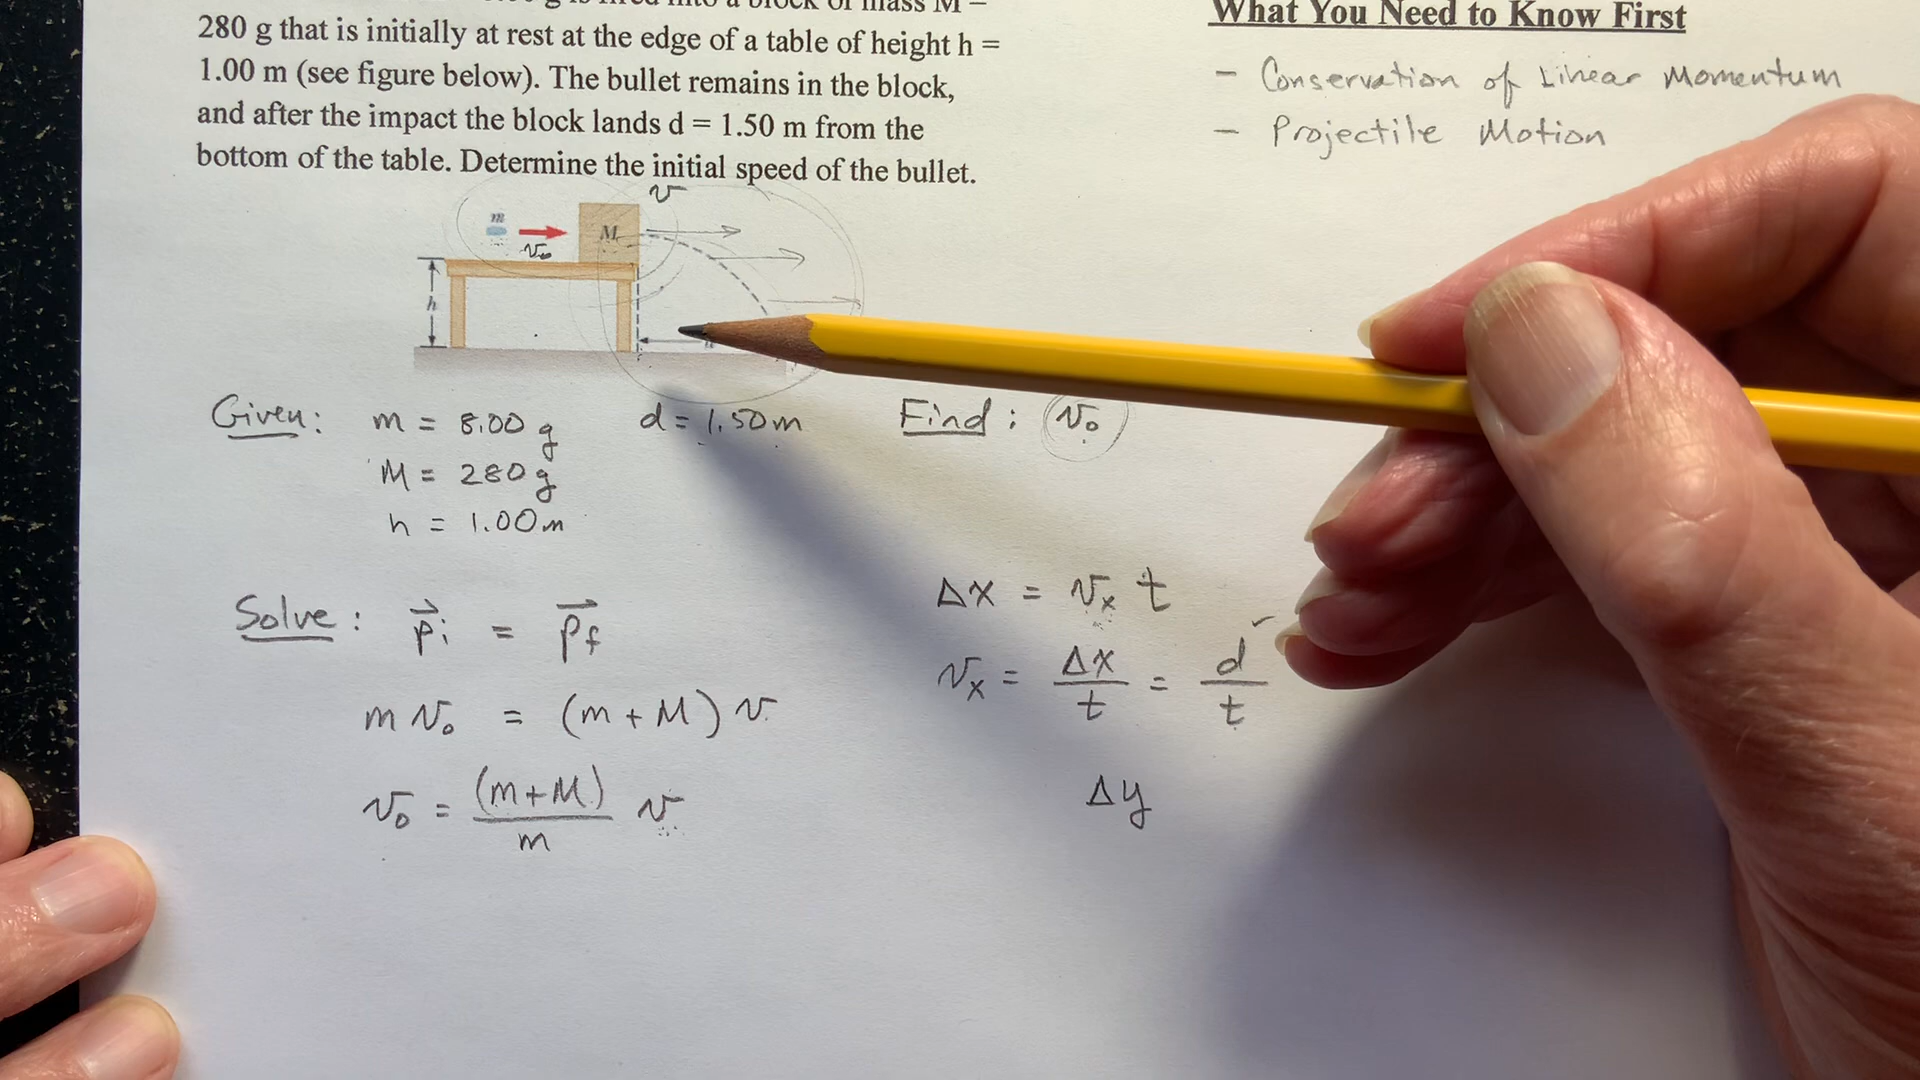 280 g that is initially at rest at the edge of a table of height h =
1.00 m (see figure below). The bullet remains in the block,
and after the impact the block lands d = 1.50 m from the
bottom of the table. Determine the initial speed of the bullet.
What You Need to Know First
- Conservation of Linear Momentum
- Projectile Motion
v
m
M
v₀
h
Given: m = 8.00 g d = 1.50 m Find: v₀
M = 280 g
h = 1.00 m
Solve: p⃗i = p⃗f
m v₀ = (m + M) v
v₀ = (m+M)/m v
Δx = vₓ t
vₓ = Δx/t = d/t
Δy